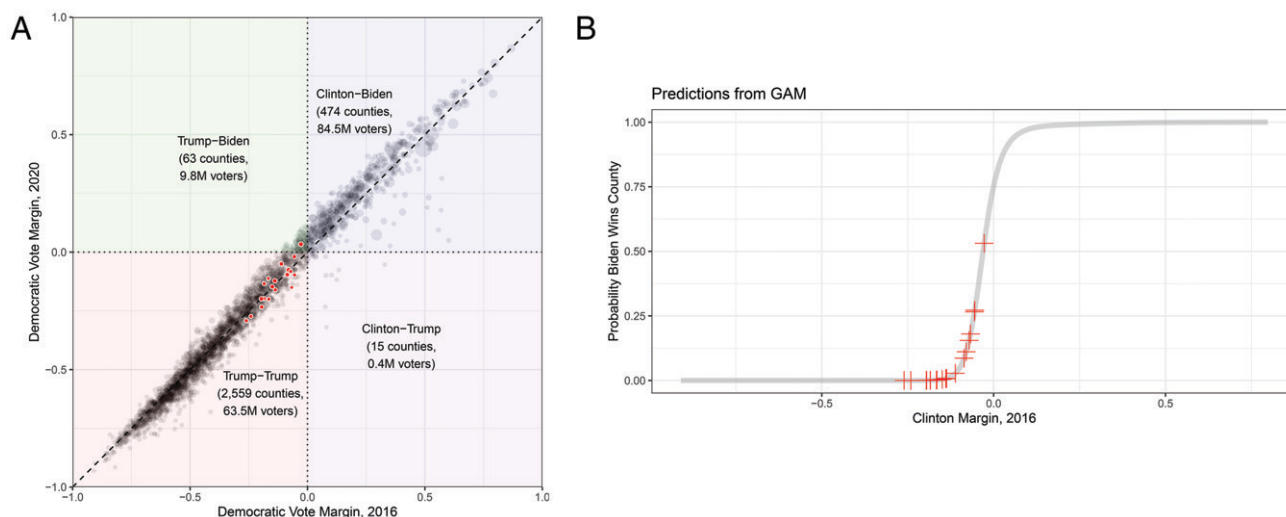 A
1.0
0.5
0.0
−0.5
−1.0
Democratic Vote Margin, 2020
Clinton−Biden
(474 counties,
84.5M voters)
Trump−Biden
(63 counties,
9.8M voters)
Clinton−Trump
(15 counties,
0.4M voters)
Trump−Trump
(2,559 counties,
63.5M voters)
−1.0
−0.5
0.0
0.5
1.0
Democratic Vote Margin, 2016
B
Predictions from GAM
1.00
0.75
0.50
0.25
0.00
Probability Biden Wins County
−0.5
0.0
0.5
Clinton Margin, 2016